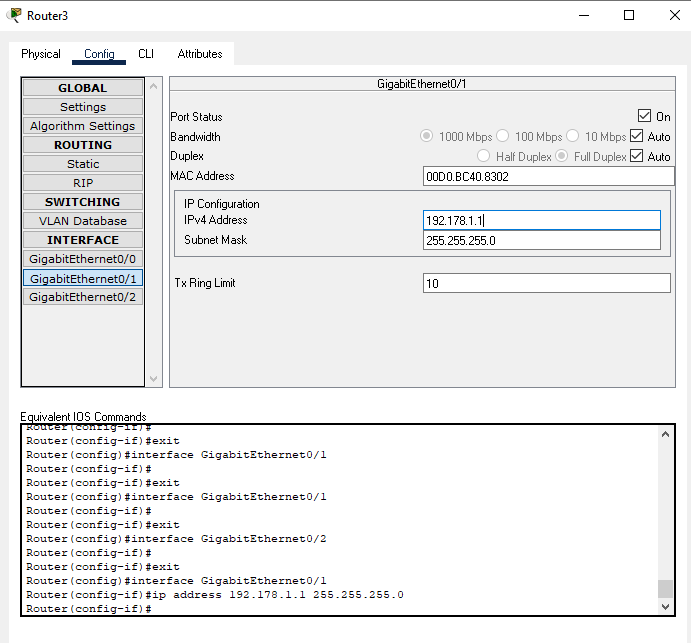 Router3
Physical Config CLI Attributes
GLOBAL
Settings
Algorithm Settings
ROUTING
Static
RIP
SWITCHING
VLAN Database
INTERFACE
GigabitEthernet0/0
GigabitEthernet0/1
GigabitEthernet0/2
GigabitEthernet0/1
Port Status On
Bandwidth 1000 Mbps 100 Mbps 10 Mbps Auto
Duplex Half Duplex Full Duplex Auto
MAC Address 00D0.BC40.8302
IP Configuration
IPv4 Address 192.178.1.1
Subnet Mask 255.255.255.0
Tx Ring Limit 10
Equivalent IOS Commands
Router(config-if)#
Router(config-if)#exit
Router(config)#interface GigabitEthernet0/1
Router(config-if)#
Router(config-if)#exit
Router(config)#interface GigabitEthernet0/1
Router(config-if)#
Router(config-if)#exit
Router(config)#interface GigabitEthernet0/2
Router(config-if)#
Router(config-if)#exit
Router(config)#interface GigabitEthernet0/1
Router(config-if)#ip address 192.178.1.1 255.255.255.0
Router(config-if)#